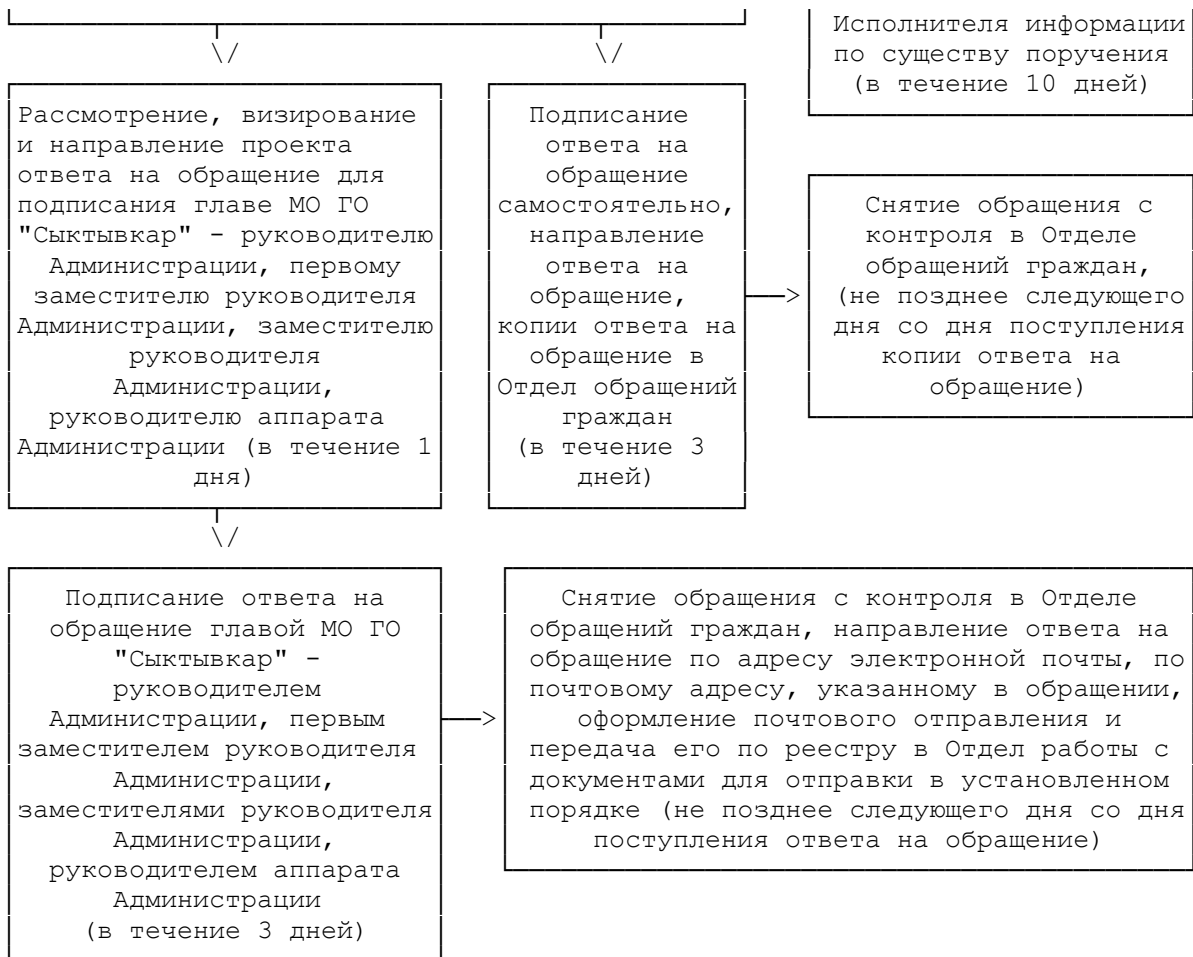 Исполнителя информации
по существу поручения
(в течение 10 дней)
\/
\/
Рассмотрение, визирование
и направление проекта
ответа на обращение для
подписания главе МО ГО
"Сыктывкар" - руководителю
Администрации, первому
заместителю руководителя
Администрации, заместителю
руководителя
Администрации,
руководителю аппарата
Администрации (в течение 1
дня)
Подписание
ответа на
обращение
самостоятельно,
направление
ответа на
обращение,
копии ответа на
обращение в
Отдел обращений
граждан
(в течение 3
дней)
Снятие обращения с
контроля в Отделе
обращений граждан,
(не позднее следующего
дня со дня поступления
копии ответа на
обращение)
\/
Подписание ответа на
обращение главой МО ГО
"Сыктывкар" -
руководителем
Администрации, первым
заместителем руководителя
Администрации,
заместителями руководителя
Администрации,
руководителем аппарата
Администрации
(в течение 3 дней)
Снятие обращения с контроля в Отделе
обращений граждан, направление ответа на
обращение по адресу электронной почты, по
почтовому адресу, указанному в обращении,
оформление почтового отправления и
передача его по реестру в Отдел работы с
документами для отправки в установленном
порядке (не позднее следующего дня со дня
поступления ответа на обращение)